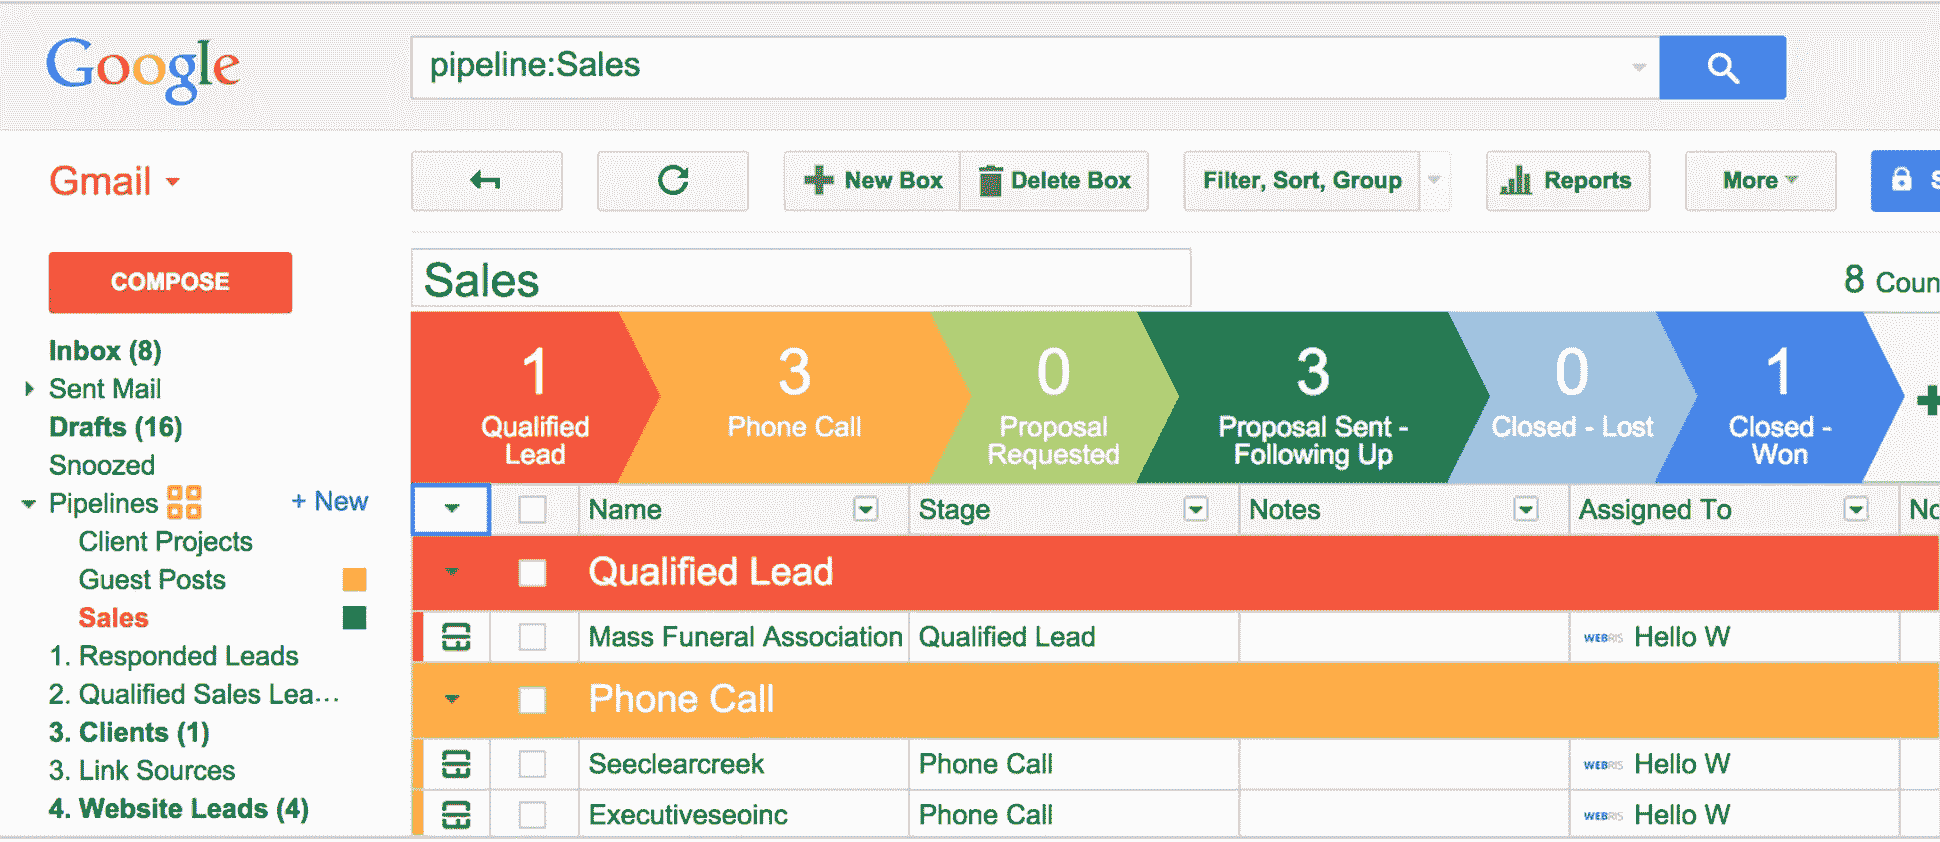 Google
pipeline:Sales
Gmail
New Box
Delete Box
Filter, Sort, Group
Reports
More
COMPOSE
Sales
8 Coun
Inbox (8)
Sent Mail
Drafts (16)
Snoozed
Pipelines
+ New
Client Projects
Guest Posts
Sales
1. Responded Leads
2. Qualified Sales Lea...
3. Clients (1)
3. Link Sources
4. Website Leads (4)
1
Qualified
Lead
3
Phone Call
0
Proposal
Requested
3
Proposal Sent -
Following Up
0
Closed - Lost
1
Closed -
Won
Name
Stage
Notes
Assigned To
Qualified Lead
Mass Funeral Association
Qualified Lead
WEBRIS
Hello W
Phone Call
Seeclearcreek
Phone Call
WEBRIS
Hello W
Executiveseoinc
Phone Call
WEBRIS
Hello W